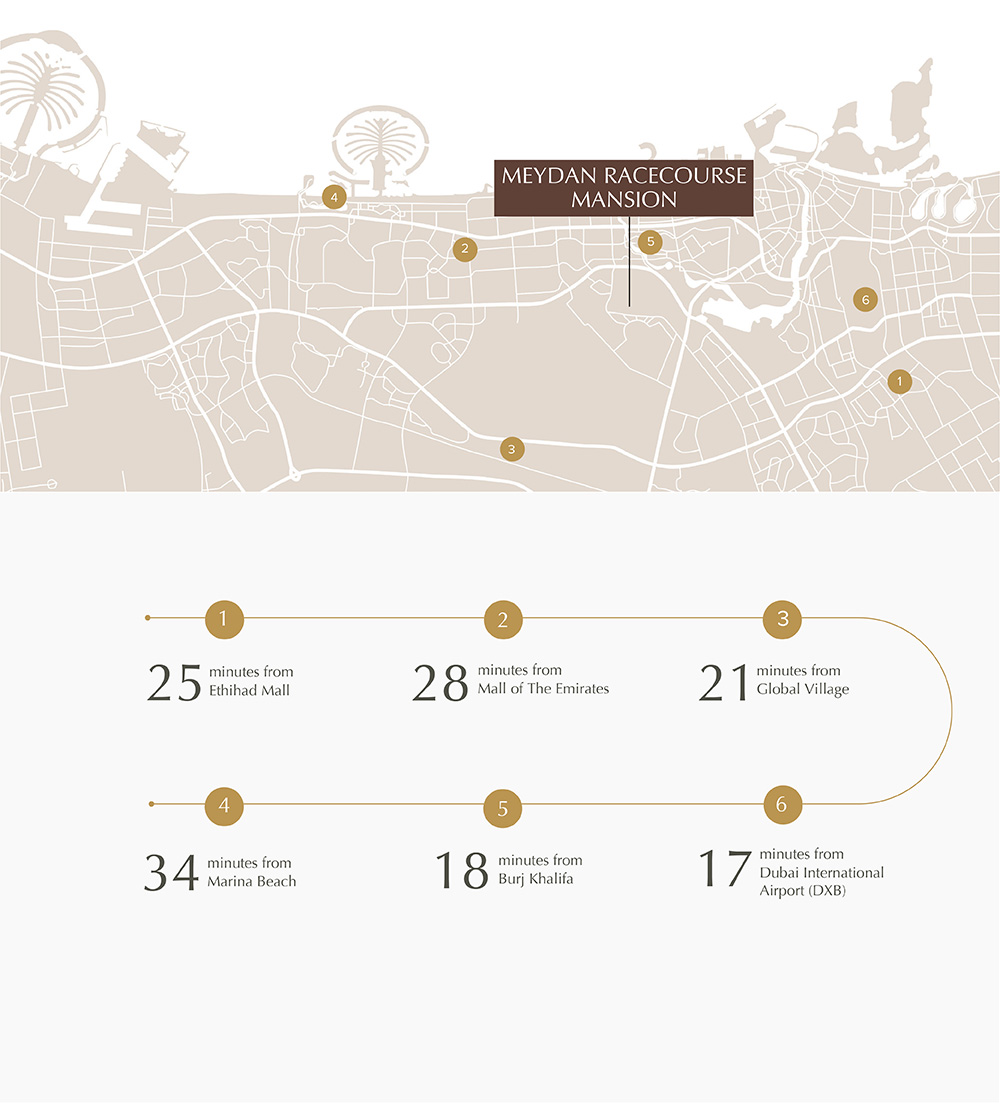 MEYDAN RACECOURSE
MANSION
4
2
5
6
1
3
1
25 minutes from
Ethihad Mall
2
28 minutes from
Mall of The Emirates
3
21 minutes from
Global Village
4
34 minutes from
Marina Beach
5
18 minutes from
Burj Khalifa
6
17 minutes from
Dubai International
Airport (DXB)